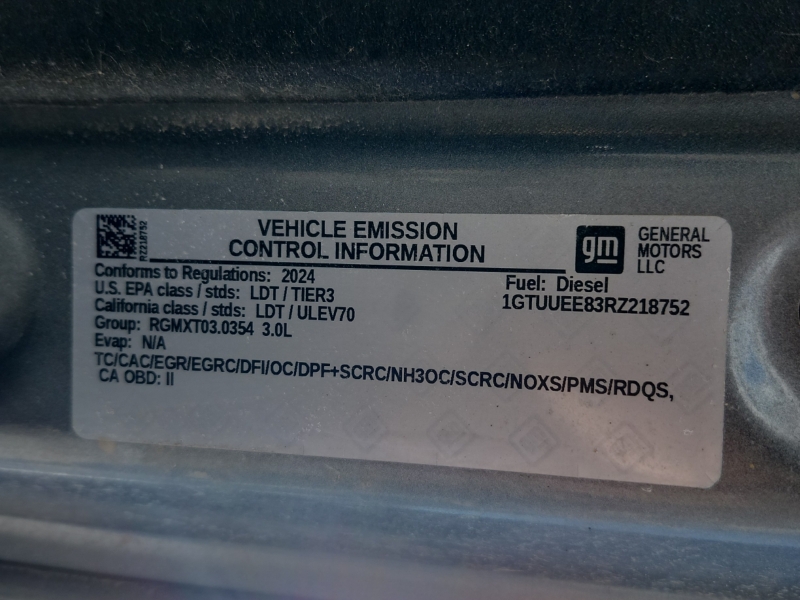 RZ218752
VEHICLE EMISSION
CONTROL INFORMATION
gm
GENERAL
MOTORS
LLC
Conforms to Regulations: 2024
U.S. EPA class / stds: LDT / TIER3
California class / stds: LDT / ULEV70
Group: RGMXT03.0354 3.0L
Evap: N/A
Fuel: Diesel
1GTUUEE83RZ218752
TC/CAC/EGR/EGRC/DFI/OC/DPF+SCRC/NH3OC/SCRC/NOXS/PMS/RDQS,
CA OBD: II